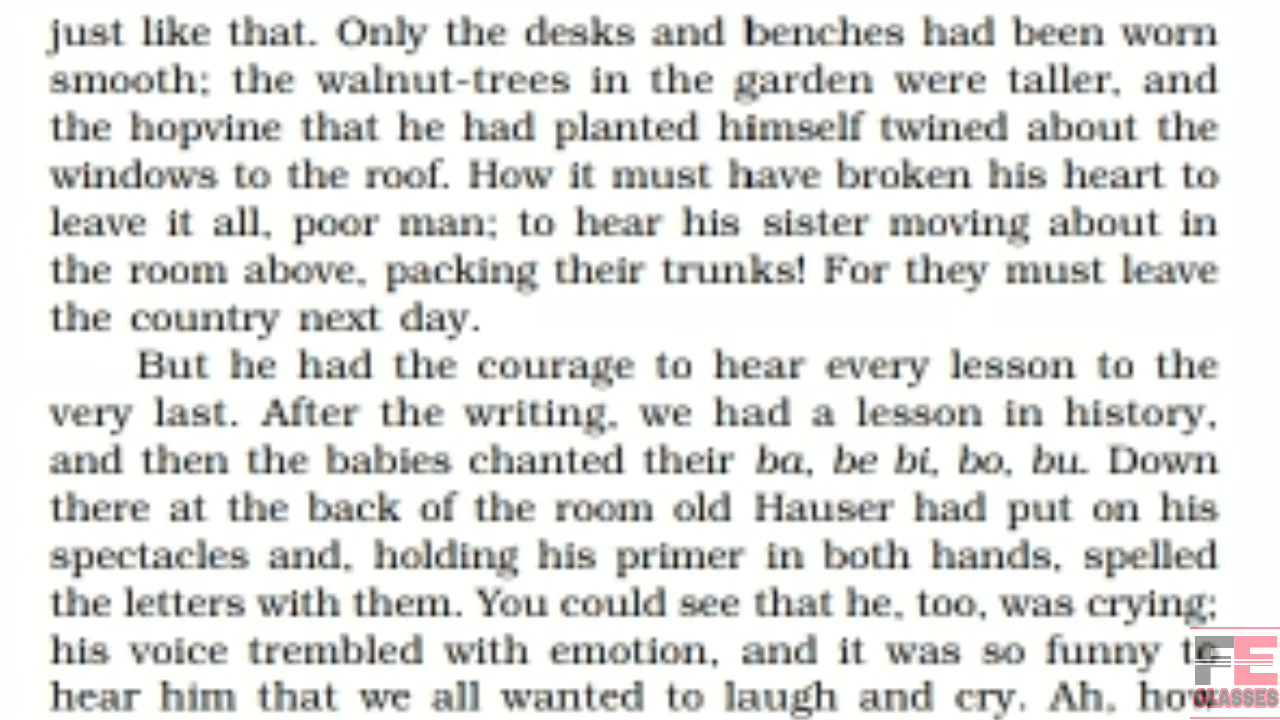 just like that. Only the desks and benches had been worn
smooth; the walnut-trees in the garden were taller, and
the hopvine that he had planted himself twined about the
windows to the roof. How it must have broken his heart to
leave it all, poor man; to hear his sister moving about in
the room above, packing their trunks! For they must leave
the country next day.
But he had the courage to hear every lesson to the
very last. After the writing, we had a lesson in history,
and then the babies chanted their ba, be bi, bo, bu. Down
there at the back of the room old Hauser had put on his
spectacles and, holding his primer in both hands, spelled
the letters with them. You could see that he, too, was crying;
his voice trembled with emotion, and it was so funny to
hear him that we all wanted to laugh and cry. Ah, how
FE
CLASSES